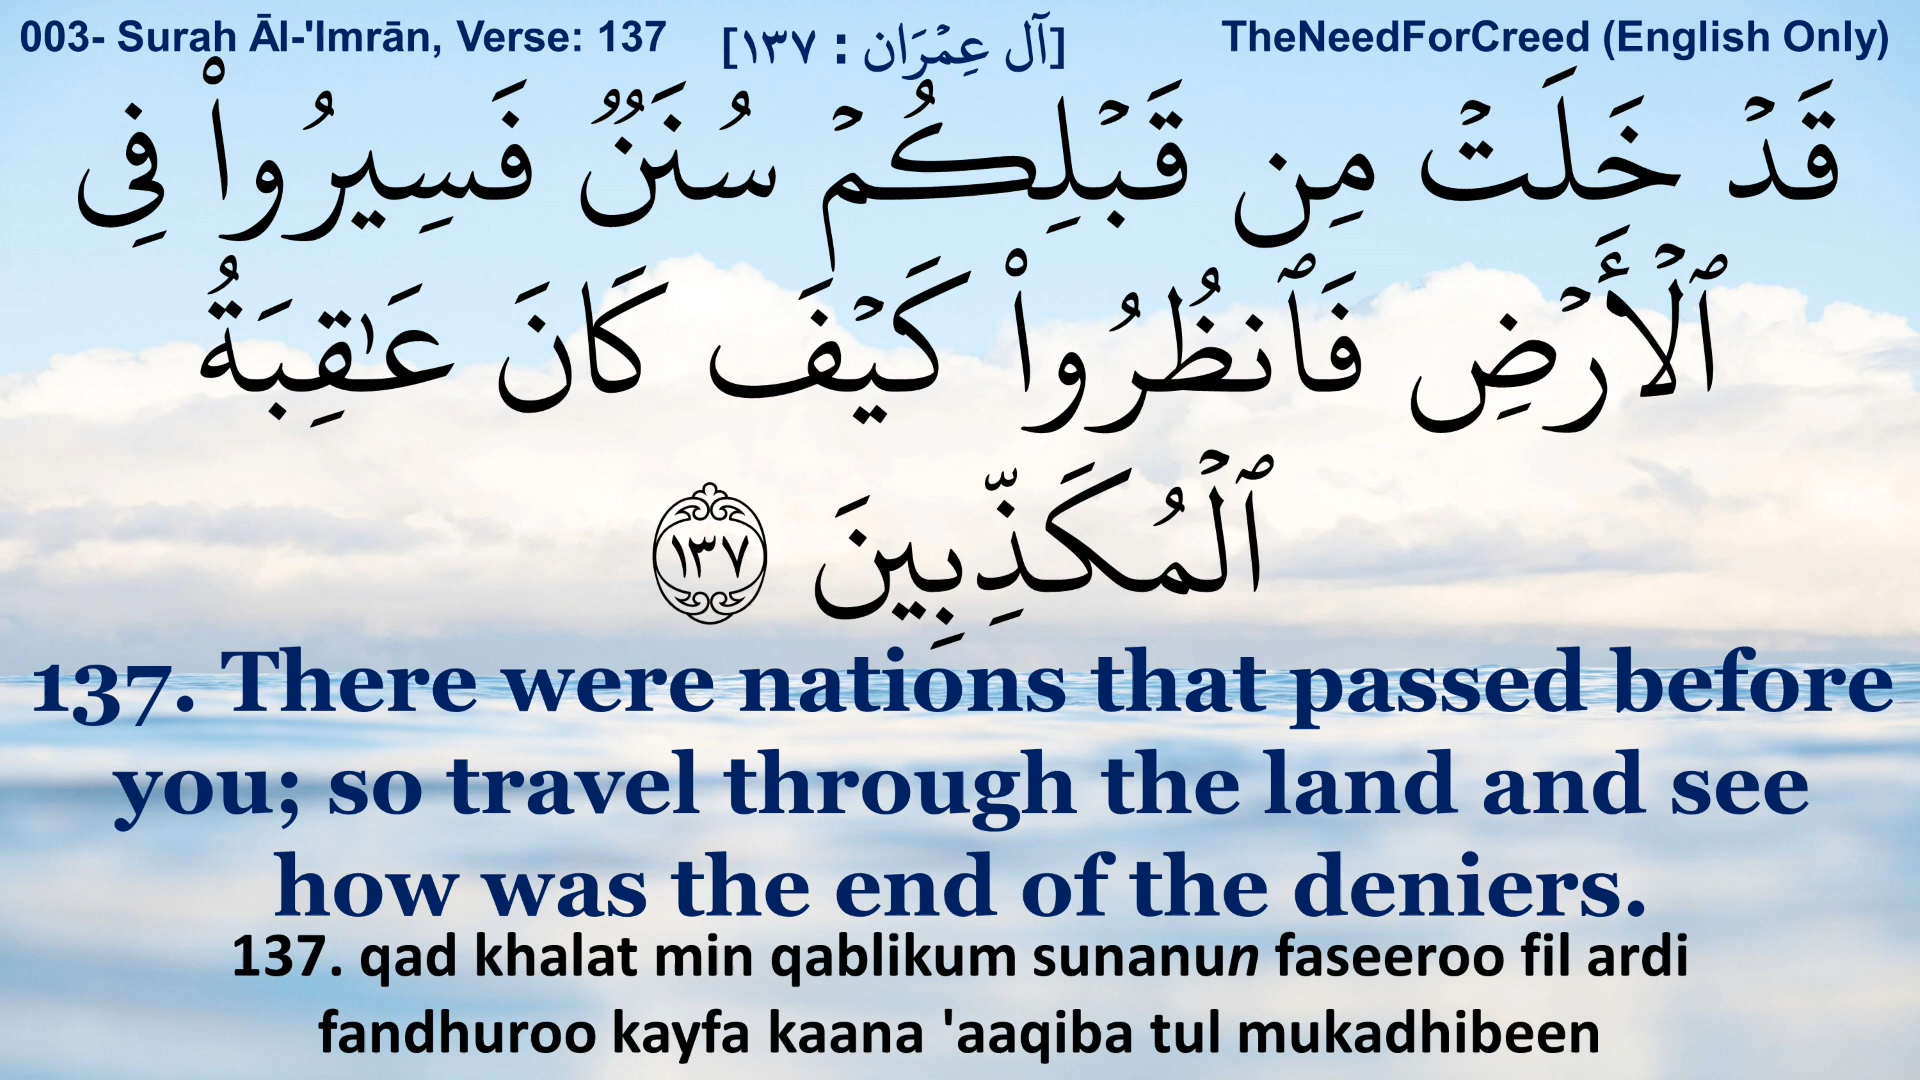 003- Surah Āl-'Imrān, Verse: 137 [آل عِمْرَان : ١٣٧] TheNeedForCreed (English Only)
قَدْ خَلَتْ مِن قَبْلِكُمْ سُنَنٌ فَسِيرُوا۟ فِى
ٱلْأَرْضِ فَٱنظُرُوا۟ كَيْفَ كَانَ عَـٰقِبَةُ
ٱلْمُكَذِّبِينَ ١٣٧
137. There were nations that passed before
you; so travel through the land and see
how was the end of the deniers.
137. qad khalat min qablikum sunanun faseeroo fil ardi
fandhuroo kayfa kaana 'aaqiba tul mukadhibeen